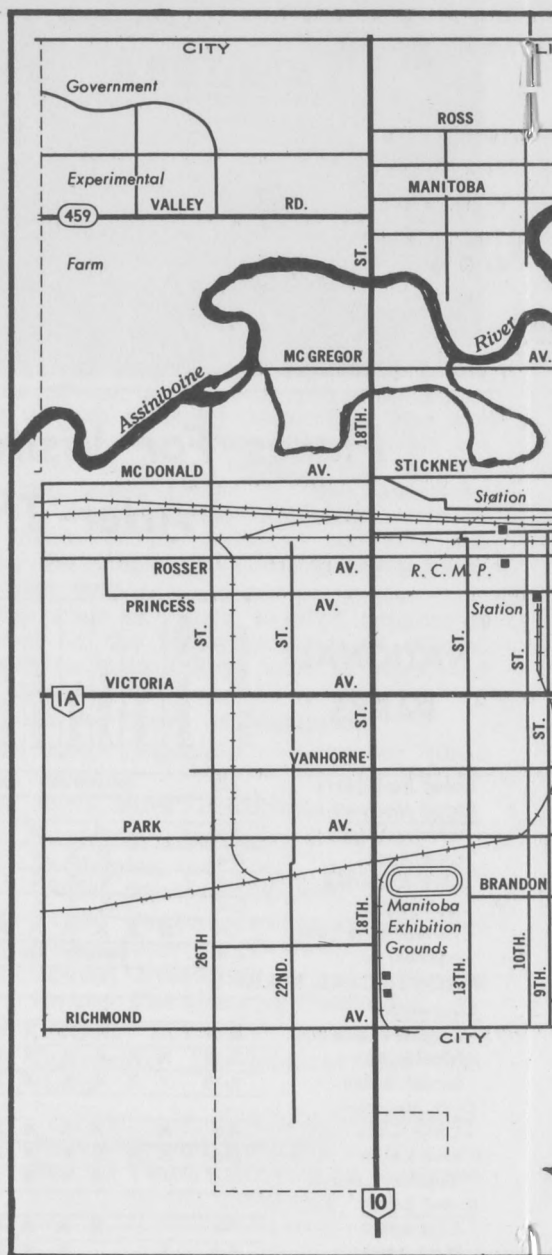 CITY
LI
Government
ROSS
Experimental
MANITOBA
459
VALLEY RD.
Farm
ST.
River
MC GREGOR AV.
Assiniboine
18TH.
MC DONALD AV.
STICKNEY
Station
ROSSER AV.
R. C. M. P.
PRINCESS AV.
Station
ST.
ST.
ST.
ST.
1A
VICTORIA AV.
ST.
ST.
VANHORNE
PARK AV.
BRANDON
Manitoba
Exhibition
Grounds
26TH
22ND.
18TH.
13TH.
10TH.
9TH.
RICHMOND AV.
CITY
10